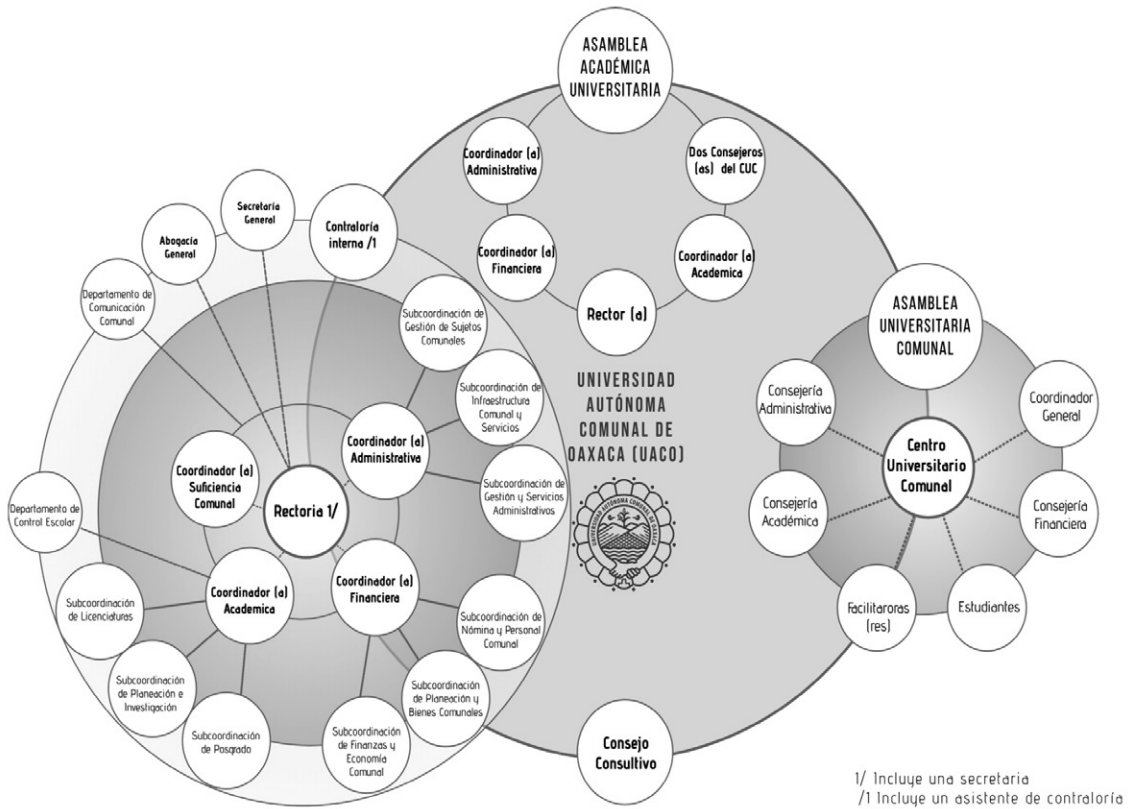 ASAMBLEA
ACADÉMICA
UNIVERSITARIA
Coordinador (a)
Administrativa
Dos Consejeros
(as) del CUC
Coordinador (a)
Financiera
Coordinador (a)
Academica
Rector (a)
Secretaría
General
Abogacía
General
Contraloría
interna /1
Departamento de
Comunicación
Comunal
Subcoordinación de
Gestión de Sujetos
Comunales
Subcoordinación de
Infraestructura
Comunal y
Servicios
Subcoordinación de
Gestión y Servicios
Administrativos
Coordinador (a)
Administrativa
Coordinador (a)
Suficiencia
Comunal
Rectoria 1/
Departamento de
Control Escolar
Coordinador (a)
Academica
Coordinador (a)
Financiera
Subcoordinación
de Licenciaturas
Subcoordinación
de Planeación e
Investigación
Subcoordinación
de Posgrado
Subcoordinación
de Finanzas y
Economía
Comunal
Subcoordinación
de Planeación y
Bienes Comunales
Subcoordinación de
Nómina y Personal
Comunal
UNIVERSIDAD
AUTÓNOMA
COMUNAL DE
OAXACA (UACO)
UNIVERSIDAD AUTÓNOMA COMUNAL DE OAXACA
Consejo
Consultivo
ASAMBLEA
UNIVERSITARIA
COMUNAL
Consejería
Administrativa
Coordinador
General
Centro
Universitario
Comunal
Consejería
Académica
Consejería
Financiera
Facilitaroras
(res)
Estudiantes
1/ Incluye una secretaria
/1 Incluye un asistente de contraloría